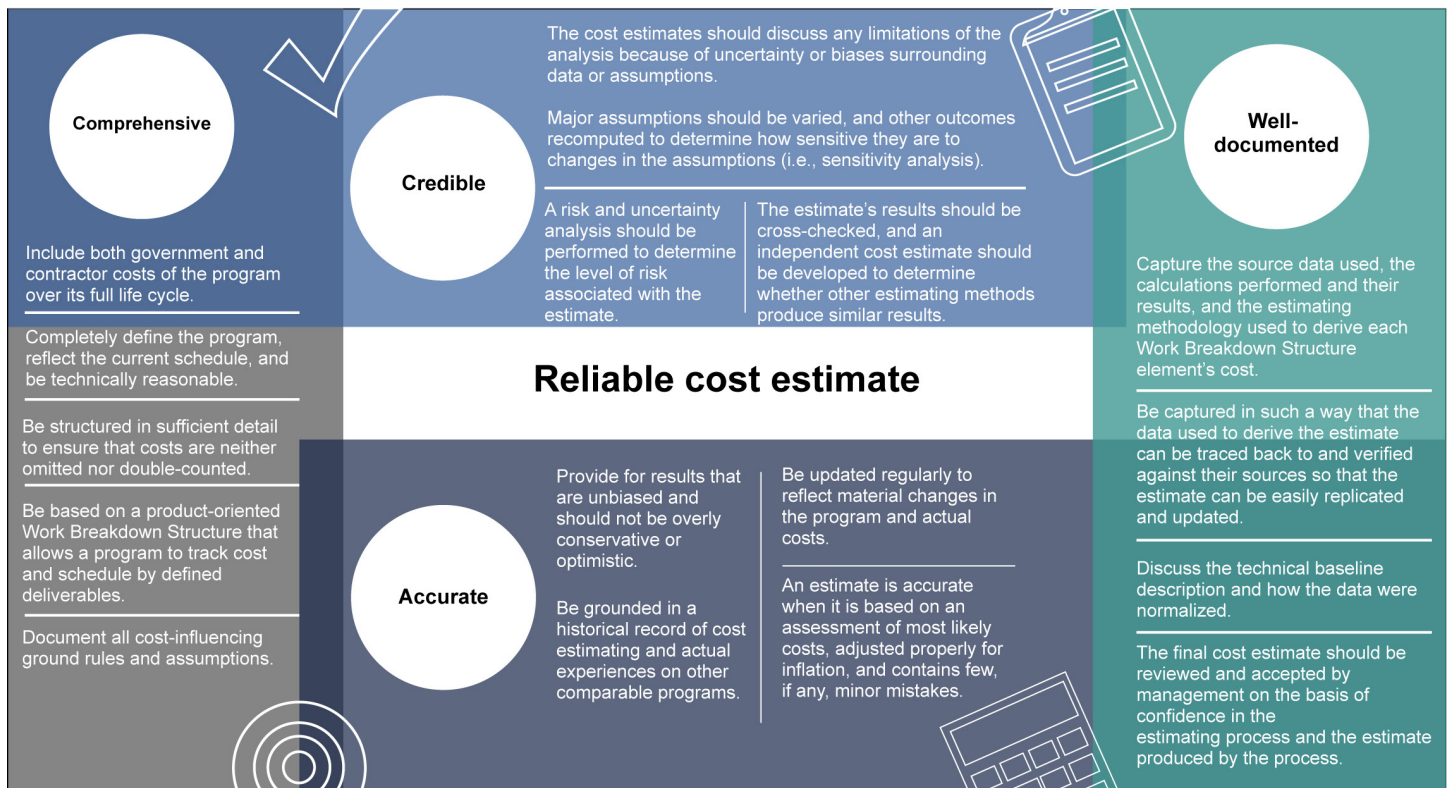 Comprehensive
Include both government and
contractor costs of the program
over its full life cycle.
Completely define the program,
reflect the current schedule, and
be technically reasonable.
Be structured in sufficient detail
to ensure that costs are neither
omitted nor double-counted.
Be based on a product-oriented
Work Breakdown Structure that
allows a program to track cost
and schedule by defined
deliverables.
Document all cost-influencing
ground rules and assumptions.
Credible
The cost estimates should discuss any limitations of the
analysis because of uncertainty or biases surrounding
data or assumptions.
Major assumptions should be varied, and other outcomes
recomputed to determine how sensitive they are to
changes in the assumptions (i.e., sensitivity analysis).
A risk and uncertainty
analysis should be
performed to determine
the level of risk
associated with the
estimate.
The estimate’s results should be
cross-checked, and an
independent cost estimate should
be developed to determine
whether other estimating methods
produce similar results.
Reliable cost estimate
Accurate
Provide for results that
are unbiased and
should not be overly
conservative or
optimistic.
Be grounded in a
historical record of cost
estimating and actual
experiences on other
comparable programs.
Be updated regularly to
reflect material changes in
the program and actual
costs.
An estimate is accurate
when it is based on an
assessment of most likely
costs, adjusted properly for
inflation, and contains few,
if any, minor mistakes.
Well-
documented
Capture the source data used, the
calculations performed and their
results, and the estimating
methodology used to derive each
Work Breakdown Structure
element’s cost.
Be captured in such a way that the
data used to derive the estimate
can be traced back to and verified
against their sources so that the
estimate can be easily replicated
and updated.
Discuss the technical baseline
description and how the data were
normalized.
The final cost estimate should be
reviewed and accepted by
management on the basis of
confidence in the
estimating process and the estimate
produced by the process.